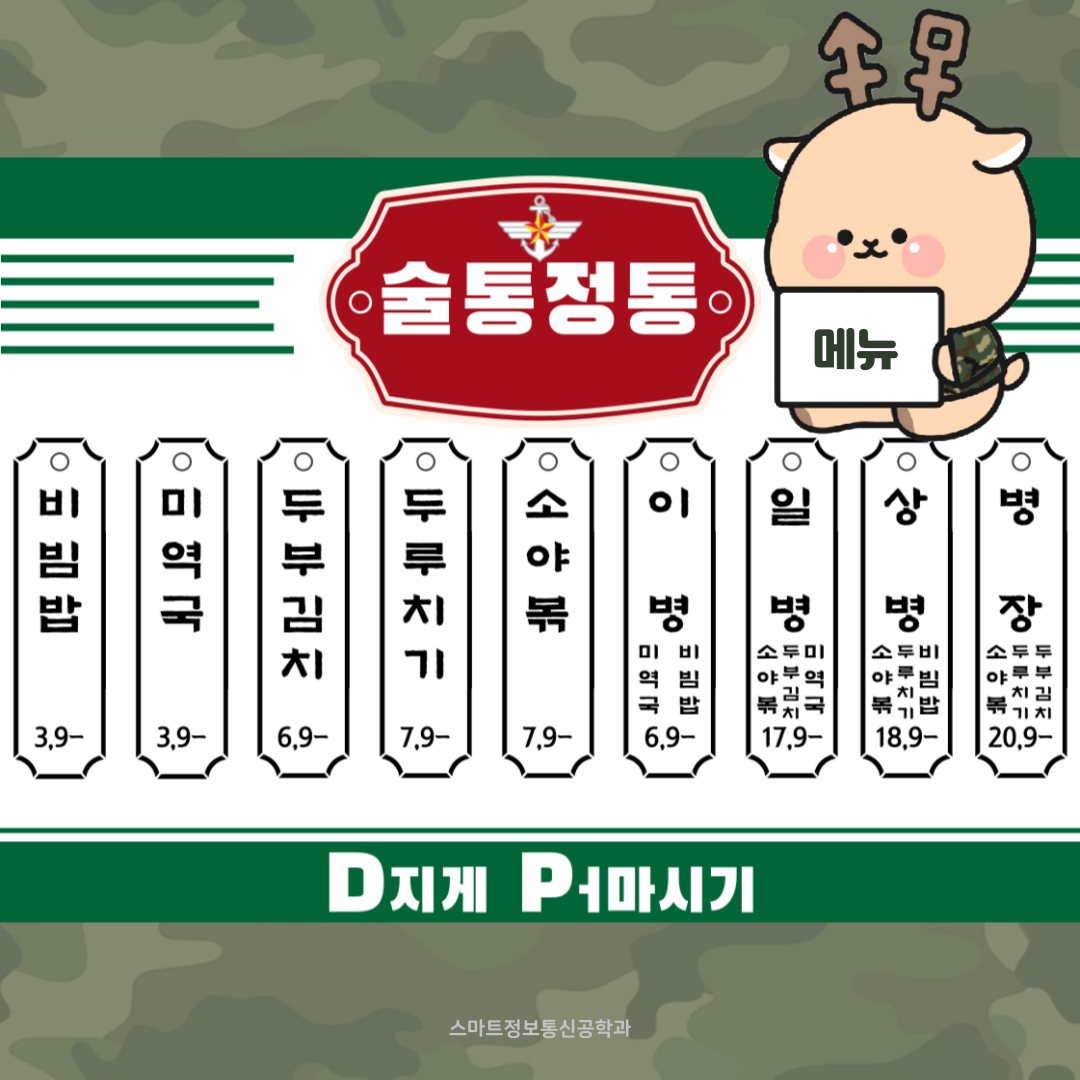 술통정통
메뉴
비빔밥
3,9-
미역국
3,9-
두부김치
6,9-
두루치기
7,9-
소야볶
7,9-
이병
비빔밥
미역국
6,9-
일병
미역국
두부김치
소야볶
17,9-
상병
비빔밥
두루치기
소야볶
18,9-
병장
두부김치
두루치기
소야볶
20,9-
D지게 P ㅓ마시기
스마트정보통신공학과